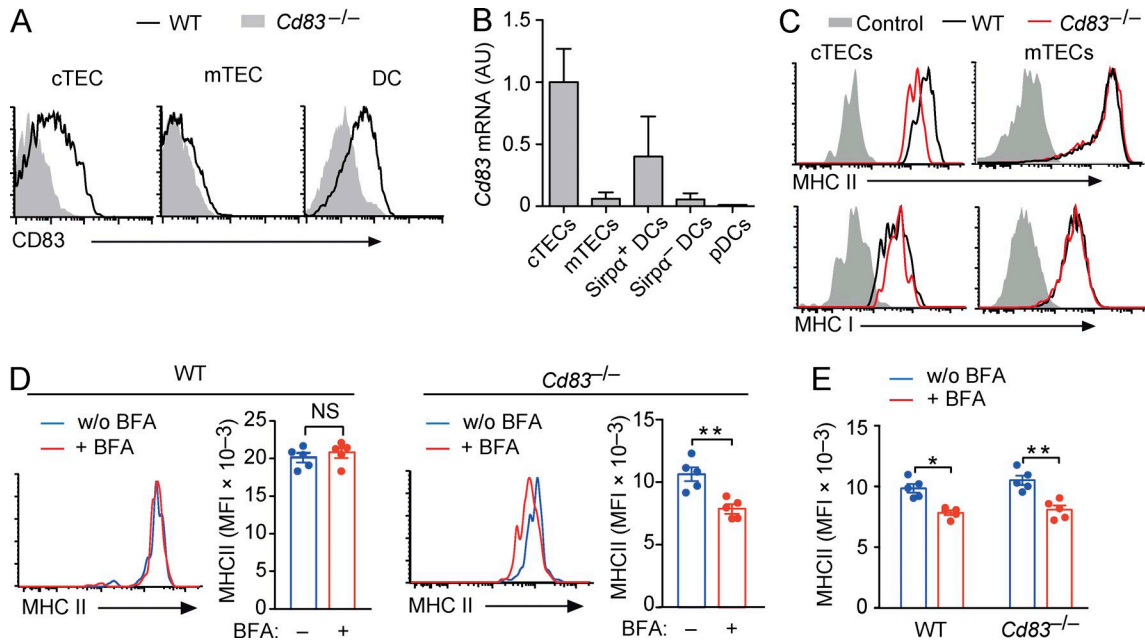 A
WT
Cd83–/–
cTEC
mTEC
DC
CD83
B
Cd83 mRNA (AU)
1.5
1.0
0.5
0
cTECs
mTECs
Sirpα+ DCs
Sirpα– DCs
pDCs
C
Control
WT
Cd83–/–
cTECs
mTECs
MHC II
MHC I
D
WT
w/o BFA
+ BFA
MHC II
MHCII (MFI × 10–3)
25
20
15
10
5
0
NS
BFA:
–
+
Cd83–/–
w/o BFA
+ BFA
MHC II
MHCII (MFI × 10–3)
15
10
5
0
**
BFA:
–
+
E
w/o BFA
+ BFA
MHCII (MFI × 10–3)
15
10
5
0
*
**
WT
Cd83–/–